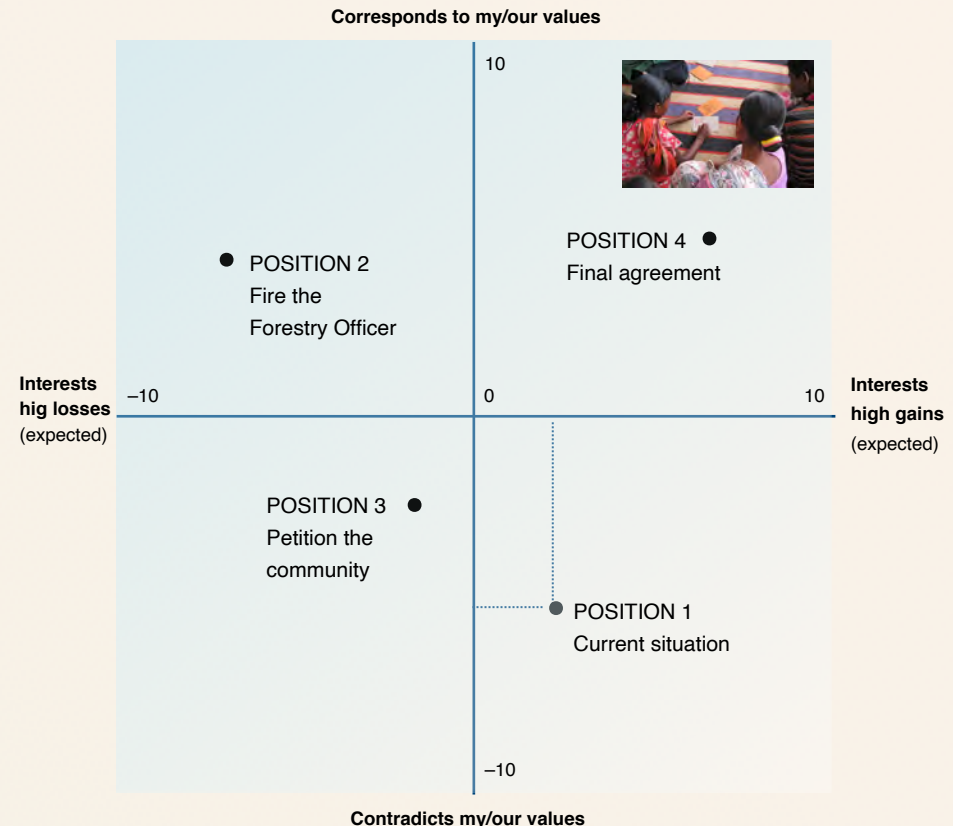 Corresponds to my/our values
10
POSITION 4
Final agreement
POSITION 2
Fire the
Forestry Officer
Interests
hig losses
(expected)
–10
0
10
Interests
high gains
(expected)
POSITION 3
Petition the
community
POSITION 1
Current situation
–10
Contradicts my/our values